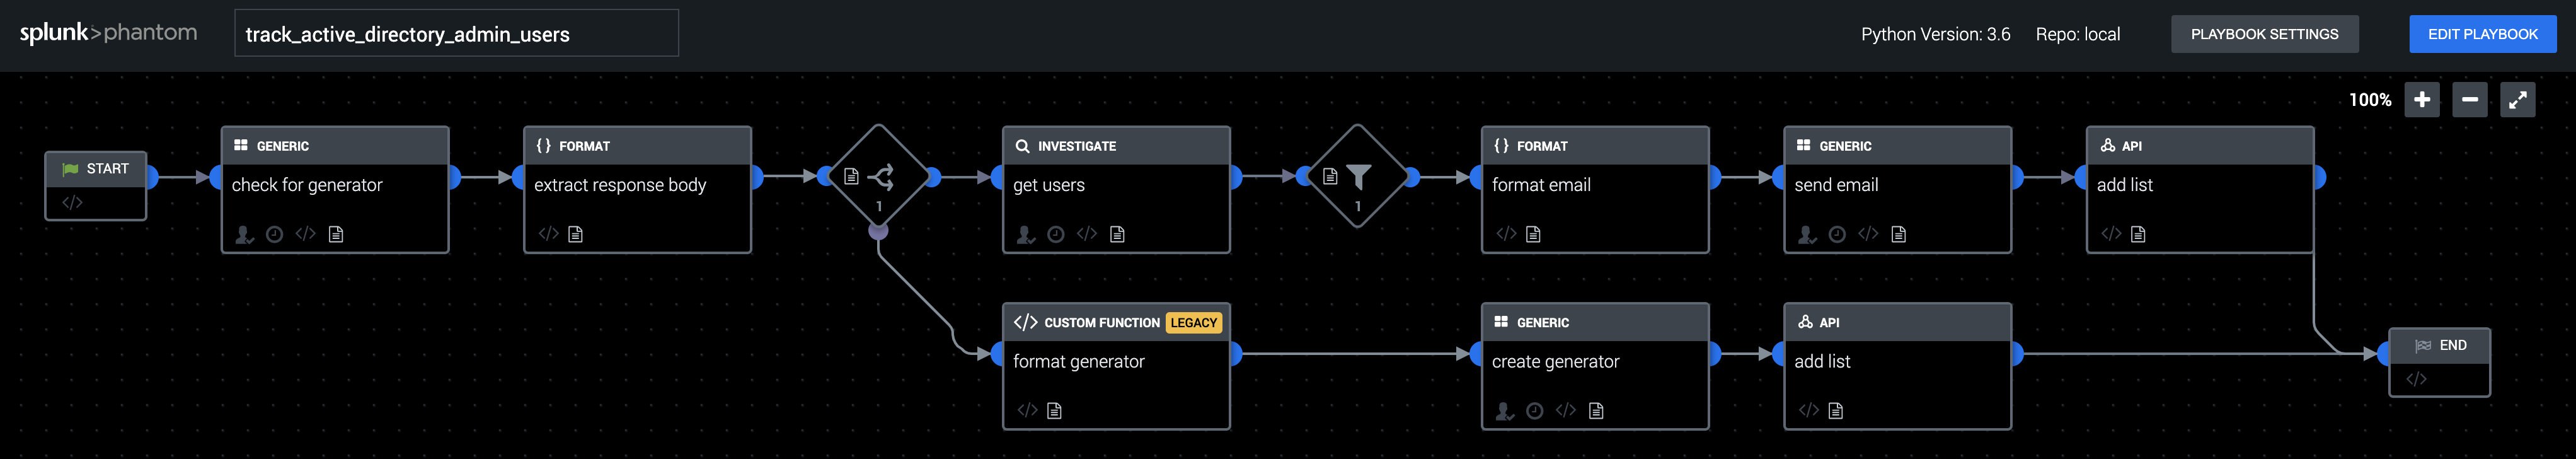 splunk>phantom
track_active_directory_admin_users
Python Version: 3.6
Repo: local
PLAYBOOK SETTINGS
EDIT PLAYBOOK
100%
START
GENERIC
check for generator
FORMAT
extract response body
1
INVESTIGATE
get users
1
FORMAT
format email
GENERIC
send email
API
add list
CUSTOM FUNCTION LEGACY
format generator
GENERIC
create generator
API
add list
END